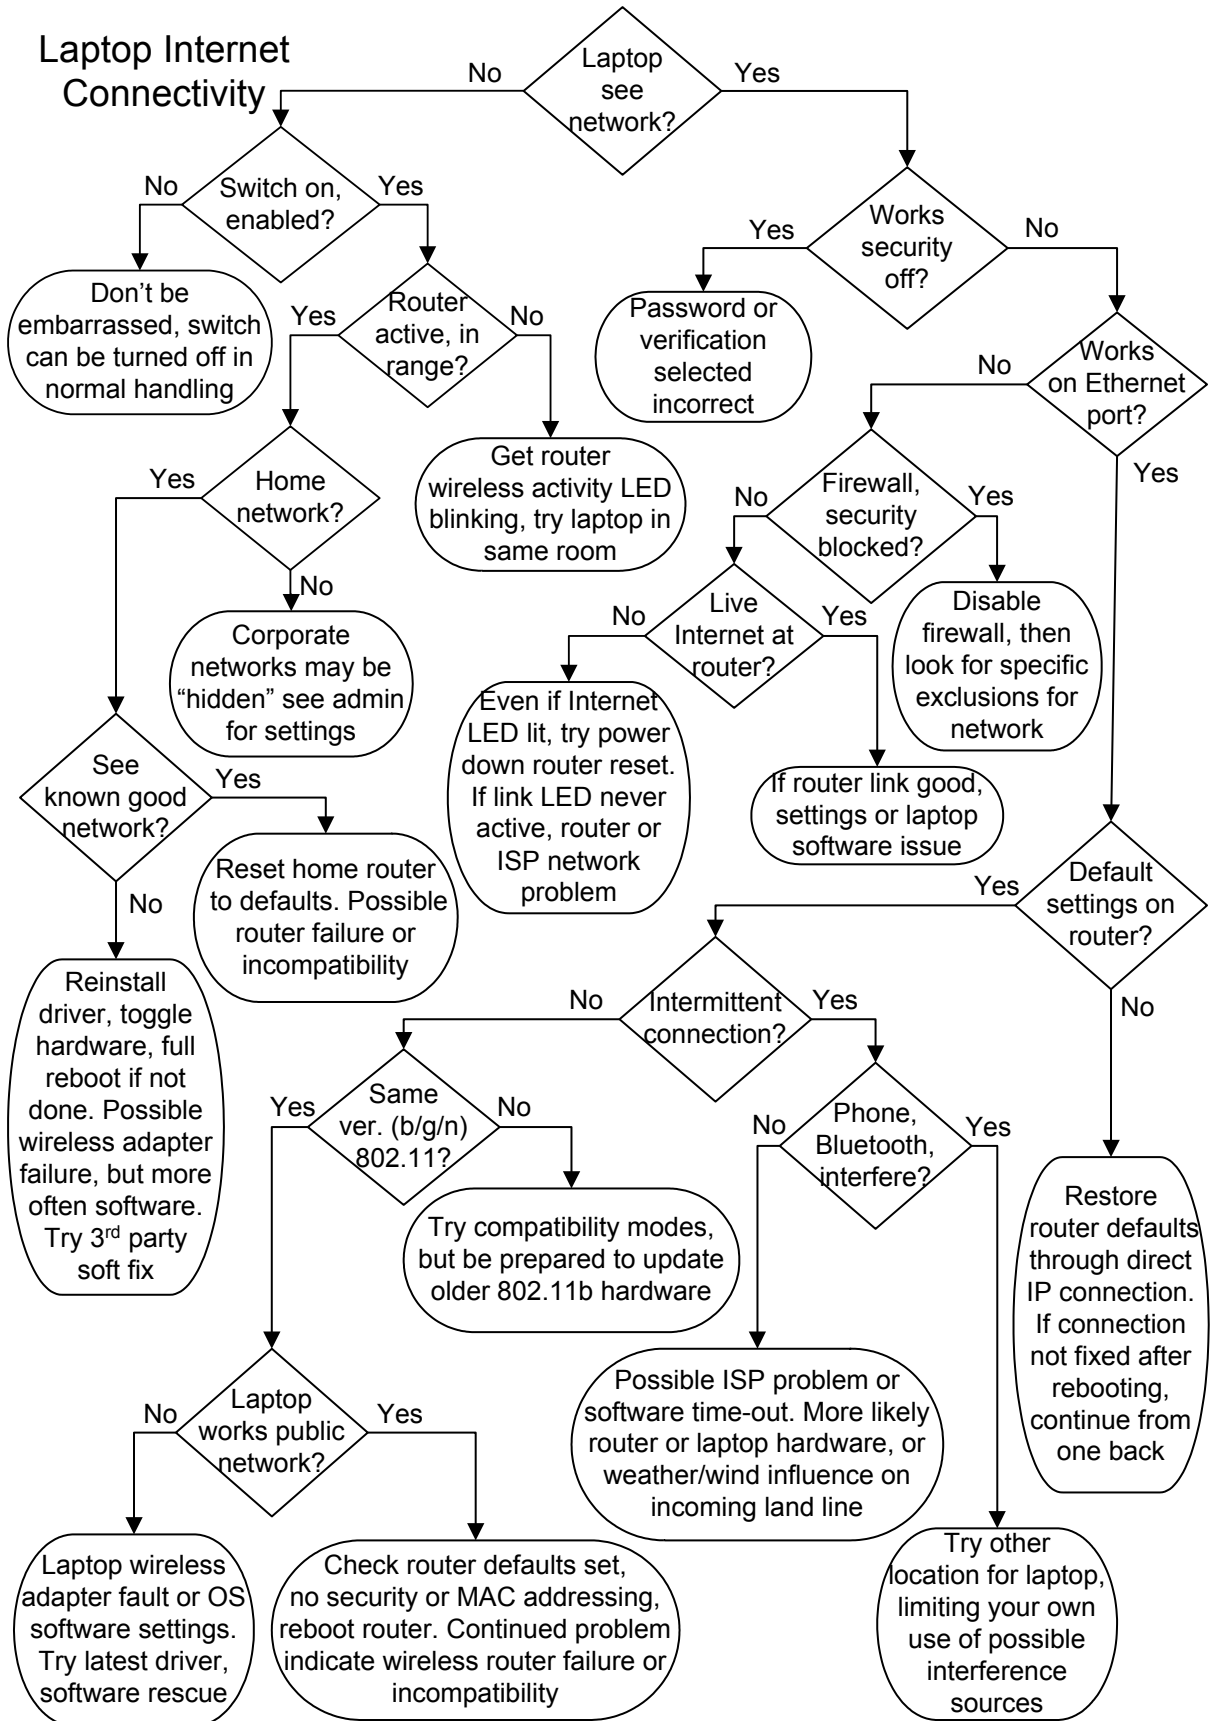 Laptop Internet
Connectivity
Laptop
see
network?
No
Yes
Switch on,
enabled?
No
Yes
Works
security
off?
Yes
No
Don't be
embarrassed, switch
can be turned off in
normal handling
Router
active, in
range?
Yes
No
Password or
verification
selected
incorrect
Works
on Ethernet
port?
No
Yes
Home
network?
Yes
No
Get router
wireless activity LED
blinking, try laptop in
same room
Firewall,
security
blocked?
No
Yes
Corporate
networks may be
“hidden” see admin
for settings
Live
Internet at
router?
No
Yes
Disable
firewall, then
look for specific
exclusions for
network
See
known good
network?
Yes
No
Even if Internet
LED lit, try power
down router reset.
If link LED never
active, router or
ISP network
problem
If router link good,
settings or laptop
software issue
Reset home router
to defaults. Possible
router failure or
incompatibility
Default
settings on
router?
Yes
No
Reinstall
driver, toggle
hardware, full
reboot if not
done. Possible
wireless adapter
failure, but more
often software.
Try 3rd party
soft fix
Intermittent
connection?
No
Yes
Same
ver. (b/g/n)
802.11?
Yes
No
Phone,
Bluetooth,
interfere?
No
Yes
Try compatibility modes,
but be prepared to update
older 802.11b hardware
Restore
router defaults
through direct
IP connection.
If connection
not fixed after
rebooting,
continue from
one back
Laptop
works public
network?
No
Yes
Possible ISP problem or
software time-out. More likely
router or laptop hardware, or
weather/wind influence on
incoming land line
Laptop wireless
adapter fault or OS
software settings.
Try latest driver,
software rescue
Check router defaults set,
no security or MAC addressing,
reboot router. Continued problem
indicate wireless router failure or
incompatibility
Try other
location for laptop,
limiting your own
use of possible
interference
sources